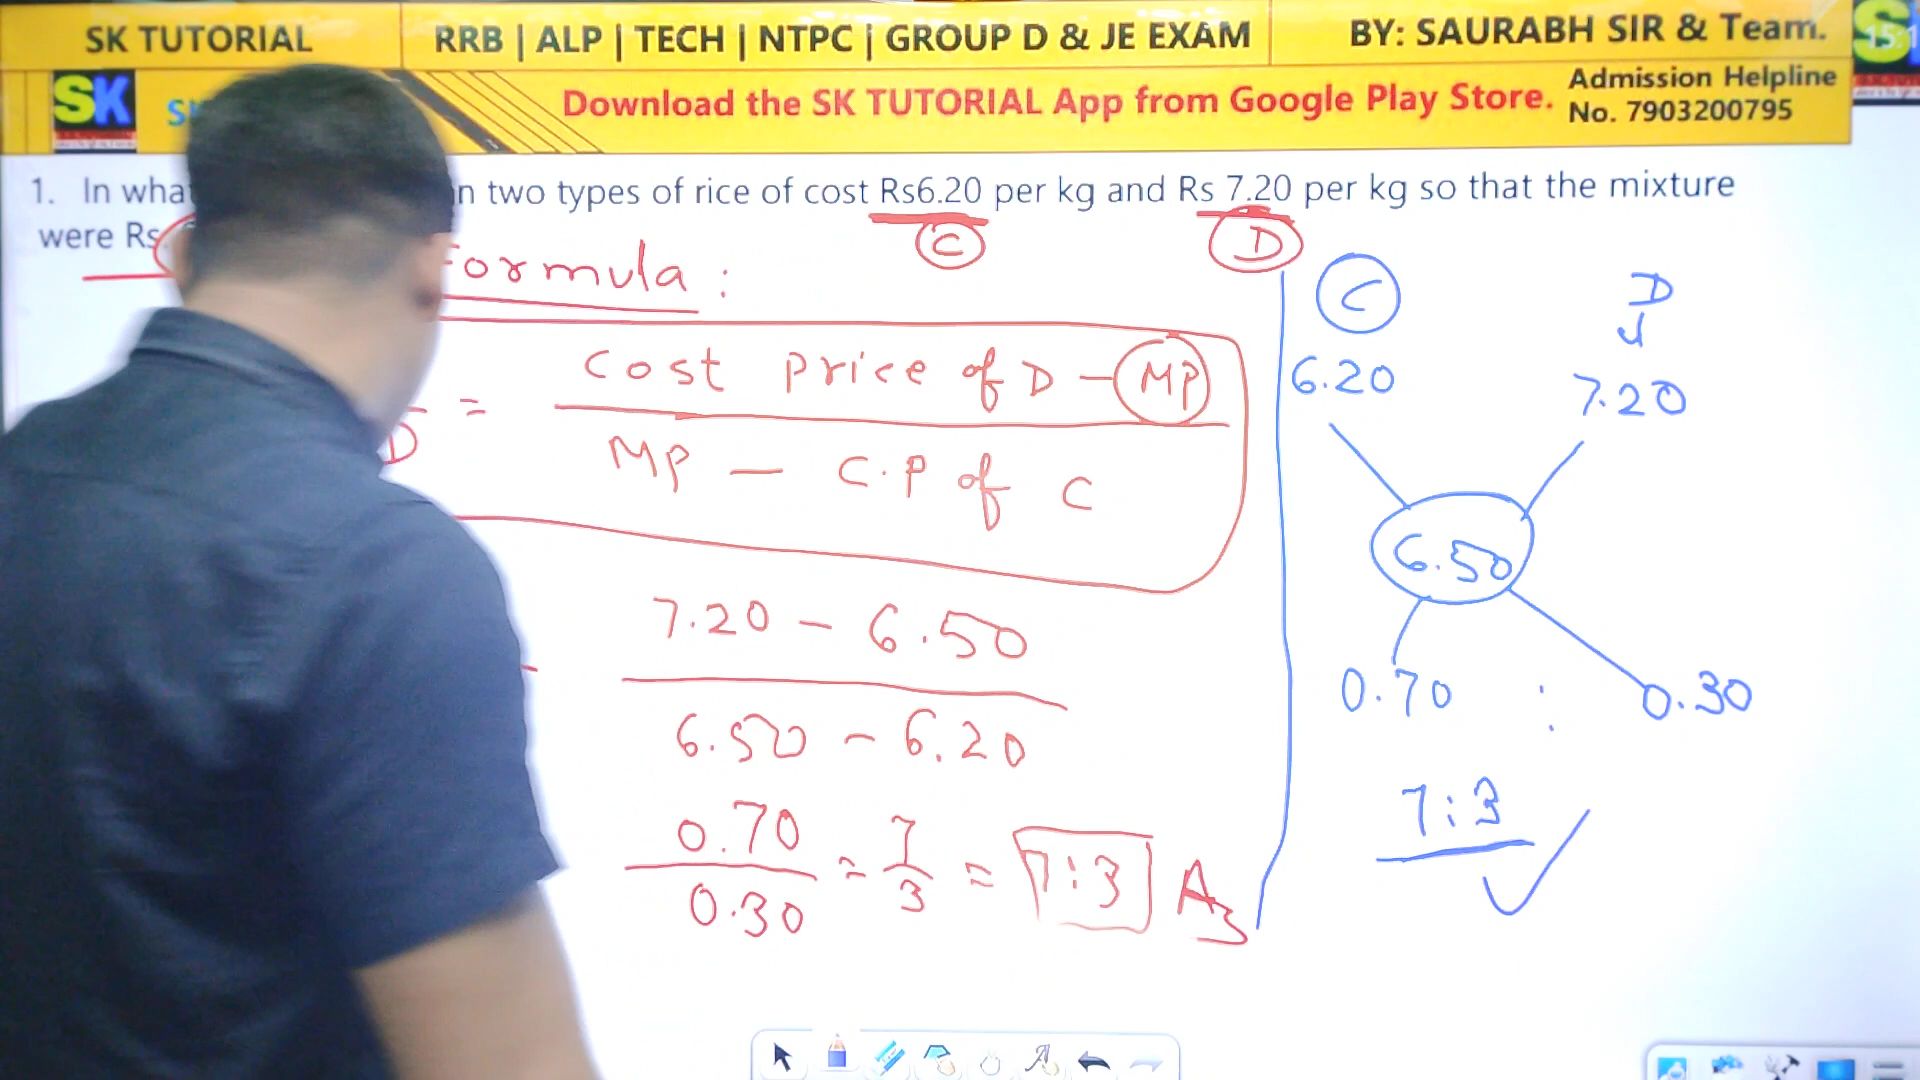 SK TUTORIAL RRB | ALP | TECH | NTPC | GROUP D & JE EXAM BY: SAURABH SIR & Team.
SK Download the SK TUTORIAL App from Google Play Store. Admission Helpline
No. 7903200795
1. In n two types of rice of cost Rs6.20 per kg and Rs 7.20 per kg so that the mixture
were Rs
C D
ormula :
Cost Price of D - MP
D =
MP - C.P of C
7.20 - 6.50
6.50 - 6.20
0.70
0.30
= 7
3
= 7:3 Ans
C D
6.20 7.20
6.50
0.70 : 0.30
7:3